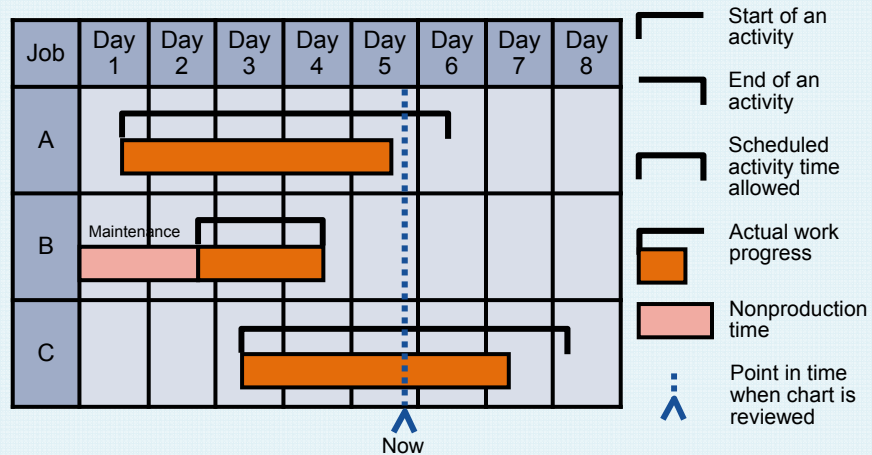 Job
Day
1
Day
2
Day
3
Day
4
Day
5
Day
6
Day
7
Day
8
A
B
Maintenance
C
Now
Start of an
activity
End of an
activity
Scheduled
activity time
allowed
Actual work
progress
Nonproduction
time
Point in time
when chart is
reviewed